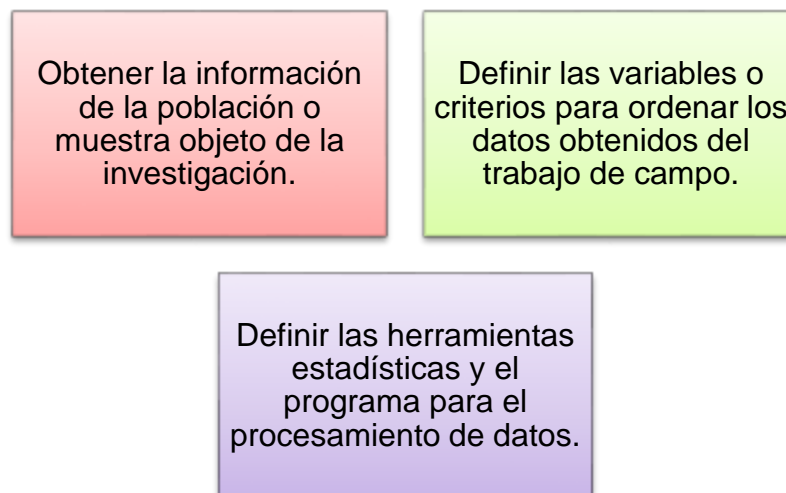 Obtener la información
de la población o
muestra objeto de la
investigación.
Definir las variables o
criterios para ordenar los
datos obtenidos del
trabajo de campo.
Definir las herramientas
estadísticas y el
programa para el
procesamiento de datos.